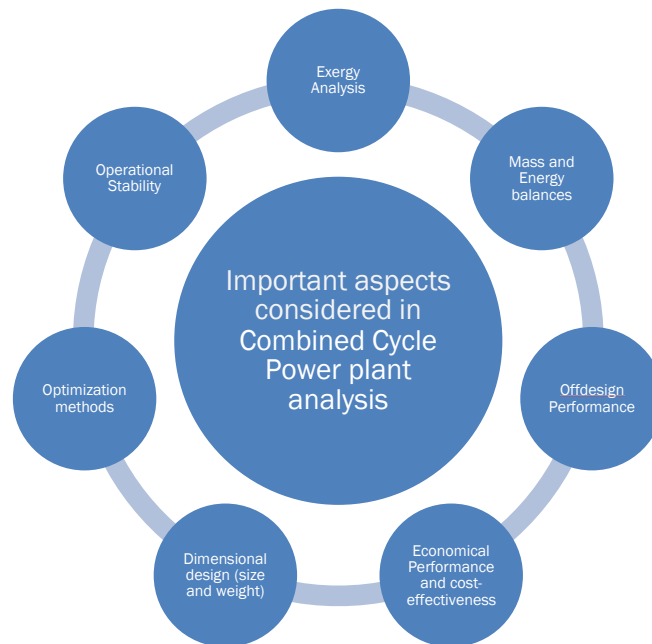 Exergy
Analysis
Mass and
Energy
balances
Offdesign
Performance
Economical
Performance
and cost-
effectiveness
Dimensional
design (size
and weight)
Optimization
methods
Operational
Stability
Important aspects
considered in
Combined Cycle
Power plant
analysis